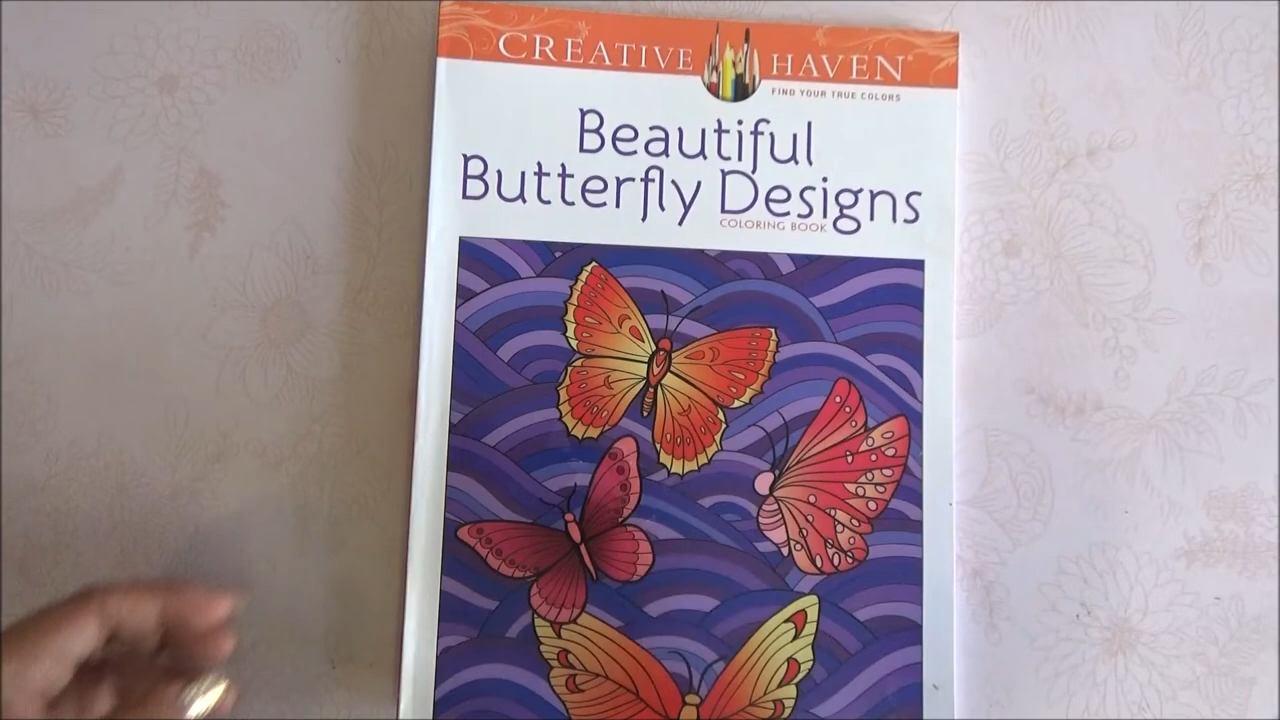 CREATIVE HAVEN®
FIND YOUR TRUE COLORS
Beautiful
Butterfly Designs
COLORING BOOK